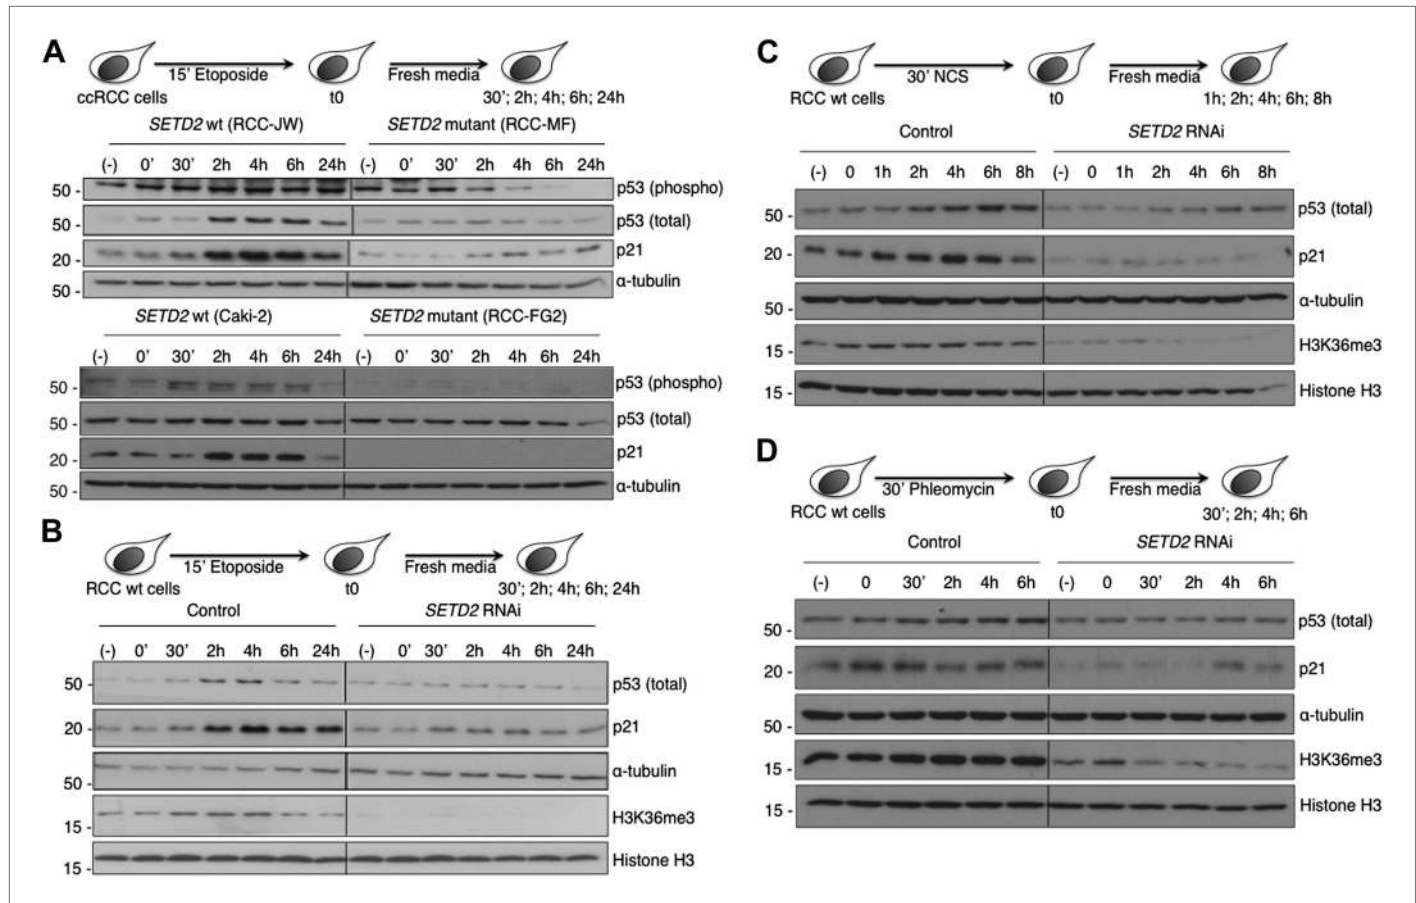 A
15’ Etoposide
Fresh media
ccRCC cells
t0
30’; 2h; 4h; 6h; 24h
SETD2 wt (RCC-JW)
SETD2 mutant (RCC-MF)
(-) 0’ 30’ 2h 4h 6h 24h (-) 0’ 30’ 2h 4h 6h 24h
50 - p53 (phospho)
50 - p53 (total)
20 - p21
50 - α-tubulin
SETD2 wt (Caki-2)
SETD2 mutant (RCC-FG2)
(-) 0’ 30’ 2h 4h 6h 24h (-) 0’ 30’ 2h 4h 6h 24h
50 - p53 (phospho)
50 - p53 (total)
20 - p21
50 - α-tubulin
B
15’ Etoposide
Fresh media
RCC wt cells
t0
30’; 2h; 4h; 6h; 24h
Control
SETD2 RNAi
(-) 0’ 30’ 2h 4h 6h 24h (-) 0’ 30’ 2h 4h 6h 24h
50 - p53 (total)
20 - p21
50 - α-tubulin
15 - H3K36me3
15 - Histone H3
C
30’ NCS
Fresh media
RCC wt cells
t0
1h; 2h; 4h; 6h; 8h
Control
SETD2 RNAi
(-) 0 1h 2h 4h 6h 8h (-) 0 1h 2h 4h 6h 8h
50 - p53 (total)
20 - p21
50 - α-tubulin
15 - H3K36me3
15 - Histone H3
D
30’ Phleomycin
Fresh media
RCC wt cells
t0
30’; 2h; 4h; 6h
Control
SETD2 RNAi
(-) 0 30’ 2h 4h 6h (-) 0 30’ 2h 4h 6h
50 - p53 (total)
20 - p21
50 - α-tubulin
15 - H3K36me3
15 - Histone H3